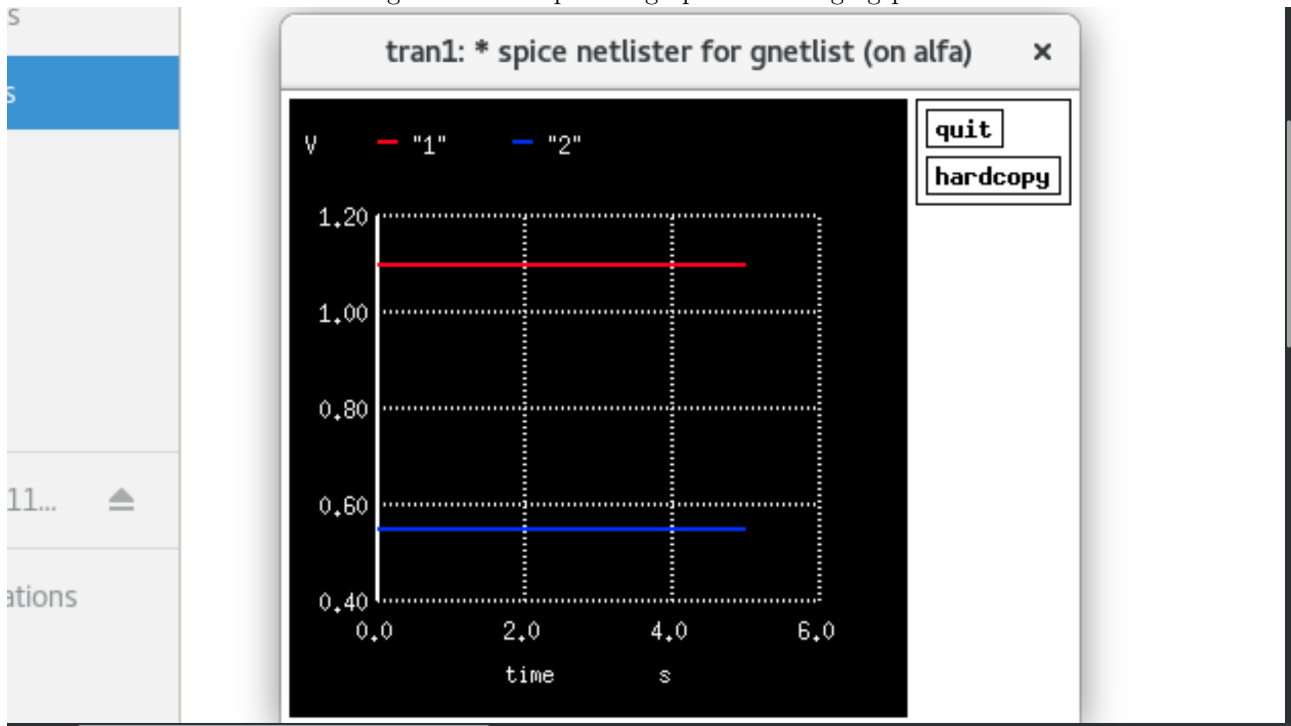 s
tran1: * spice netlister for gnetlist (on alfa) ×
s
quit
hardcopy
V "1" "2"
1.20
1.00
0.80
0.60
0.40
0.0 2.0 4.0 6.0
time s
11...
ations